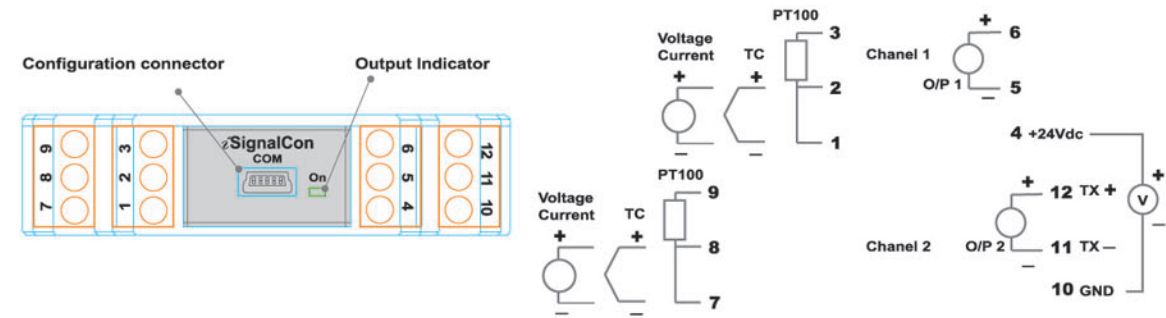 Configuration connector
Output Indicator
9
8
7
3
2
1
SignalCon
COM
On
6
5
4
12
11
10
PT100
Voltage
Current
TC
+
+
−
−
3
2
1
Chanel 1
O/P 1
+
−
6
5
PT100
Voltage
Current
TC
+
+
−
−
9
8
7
4 +24Vdc
Chanel 2
O/P 2
+
−
12 TX +
11 TX −
10 GND
+
V
−